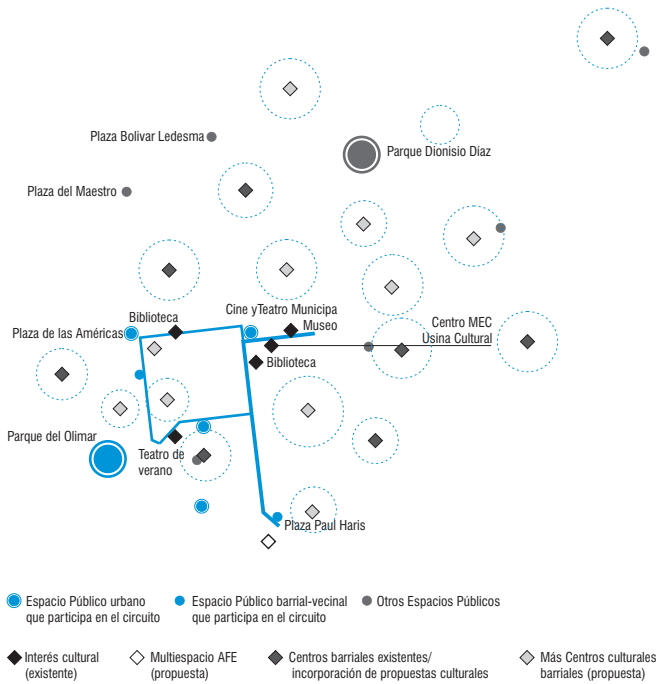 Plaza Bolivar Ledesma
Parque Dionisio Díaz
Plaza del Maestro
Cine yTeatro Municipa
Biblioteca
Museo
Centro MEC
Usina Cultural
Plaza de las Américas
Biblioteca
Parque del Olimar
Teatro de
verano
Plaza Paul Haris
Espacio Público urbano
que participa en el circuito
Espacio Público barrial-vecinal
que participa en el circuito
Otros Espacios Públicos
Interés cultural
(existente)
Multiespacio AFE
(propuesta)
Centros barriales existentes/
incorporación de propuestas culturales
Más Centros culturales
barriales (propuesta)